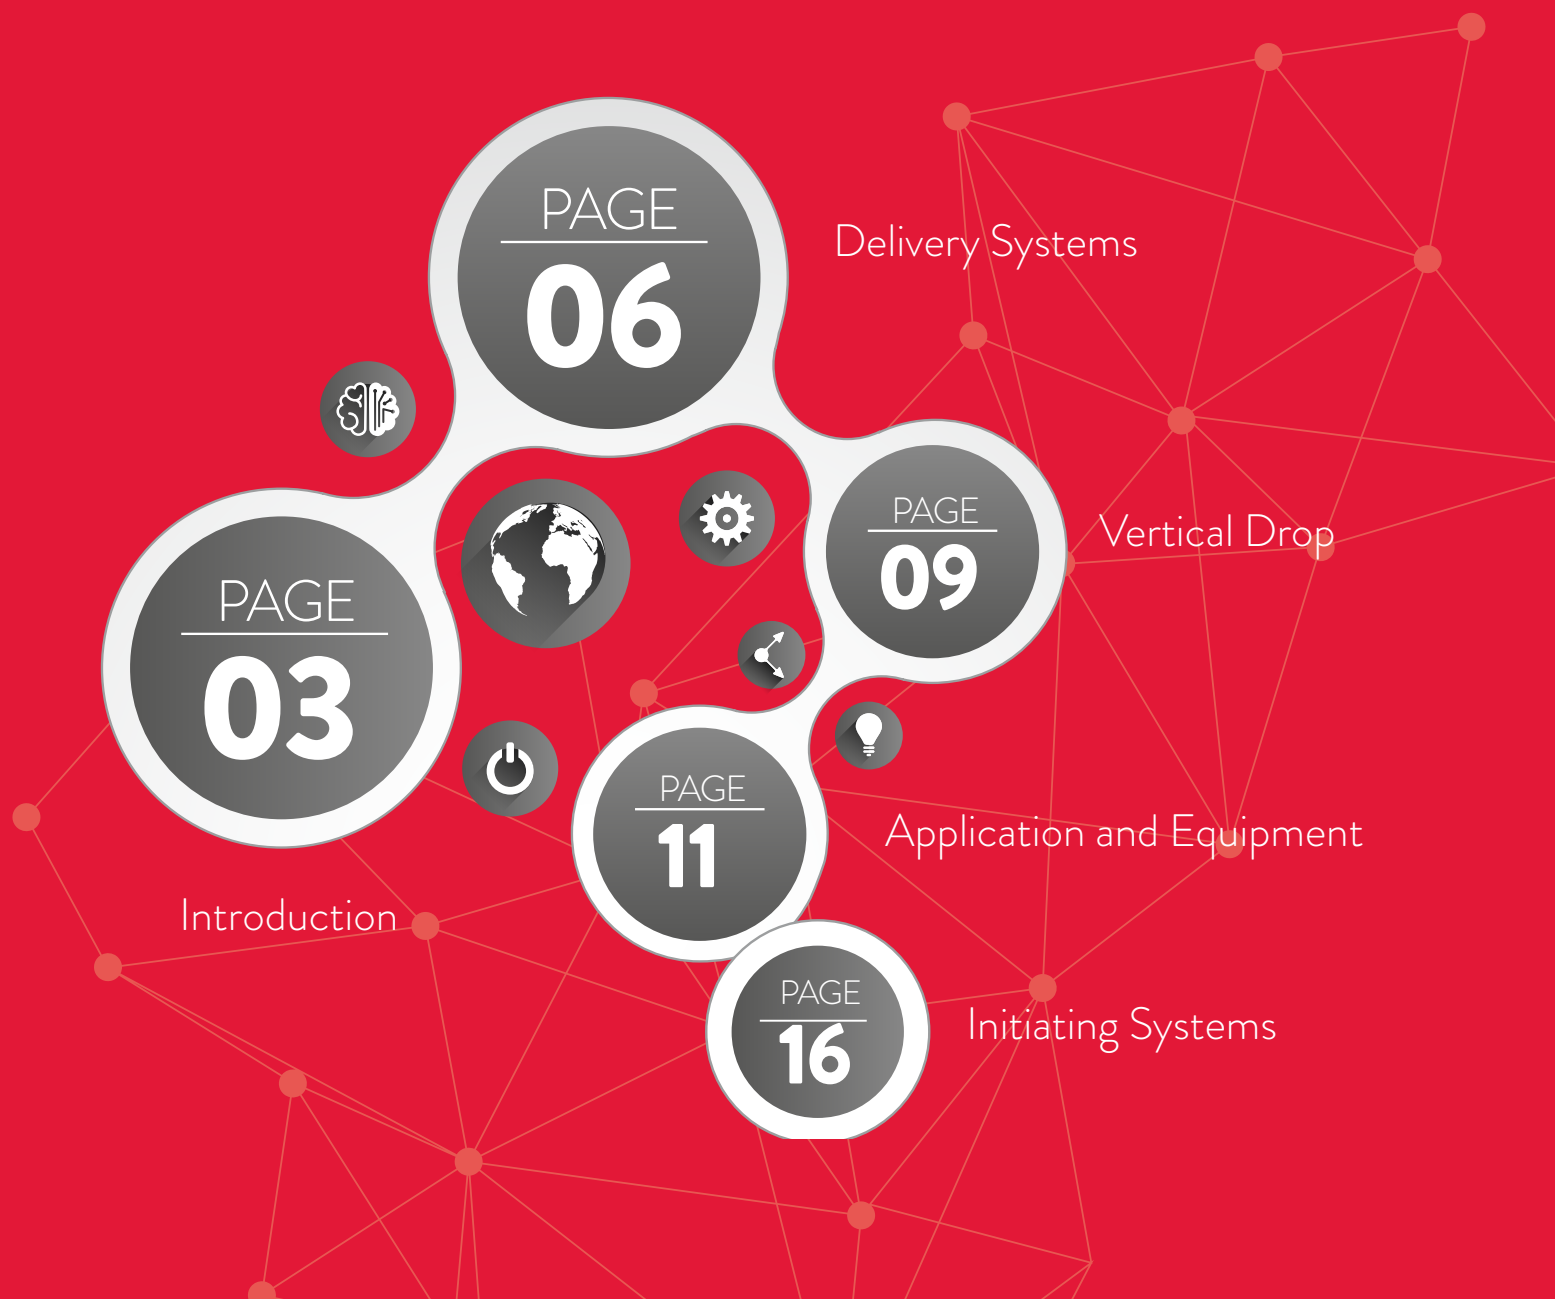 PAGE
06
Delivery Systems
PAGE
09
Vertical Drop
PAGE
03
Introduction
PAGE
11
Application and Equipment
PAGE
16
Initiating Systems